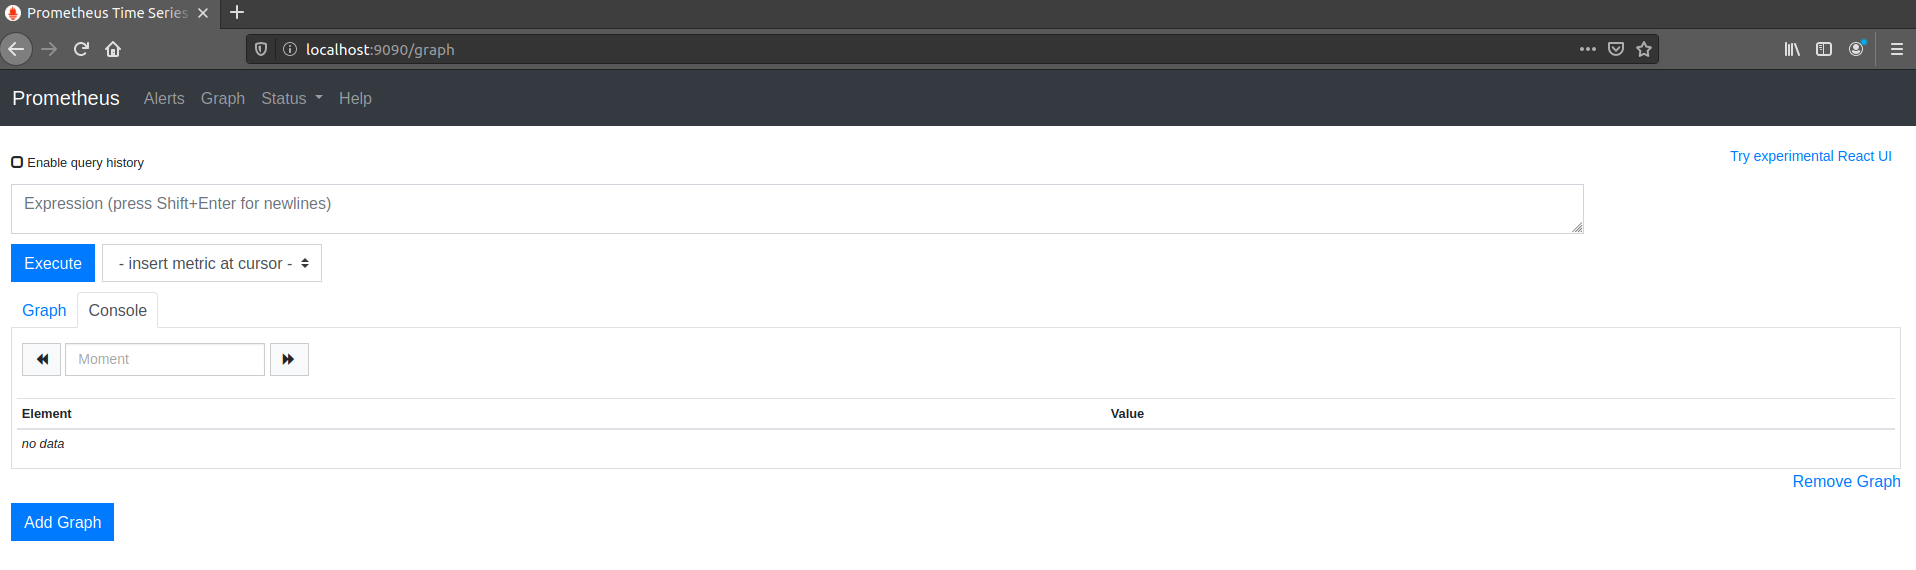 Prometheus Time Series
localhost:9090/graph
Prometheus Alerts Graph Status Help
Enable query history
Try experimental React UI
Expression (press Shift+Enter for newlines)
Execute - insert metric at cursor -
Graph Console
Moment
Element Value
no data
Remove Graph
Add Graph